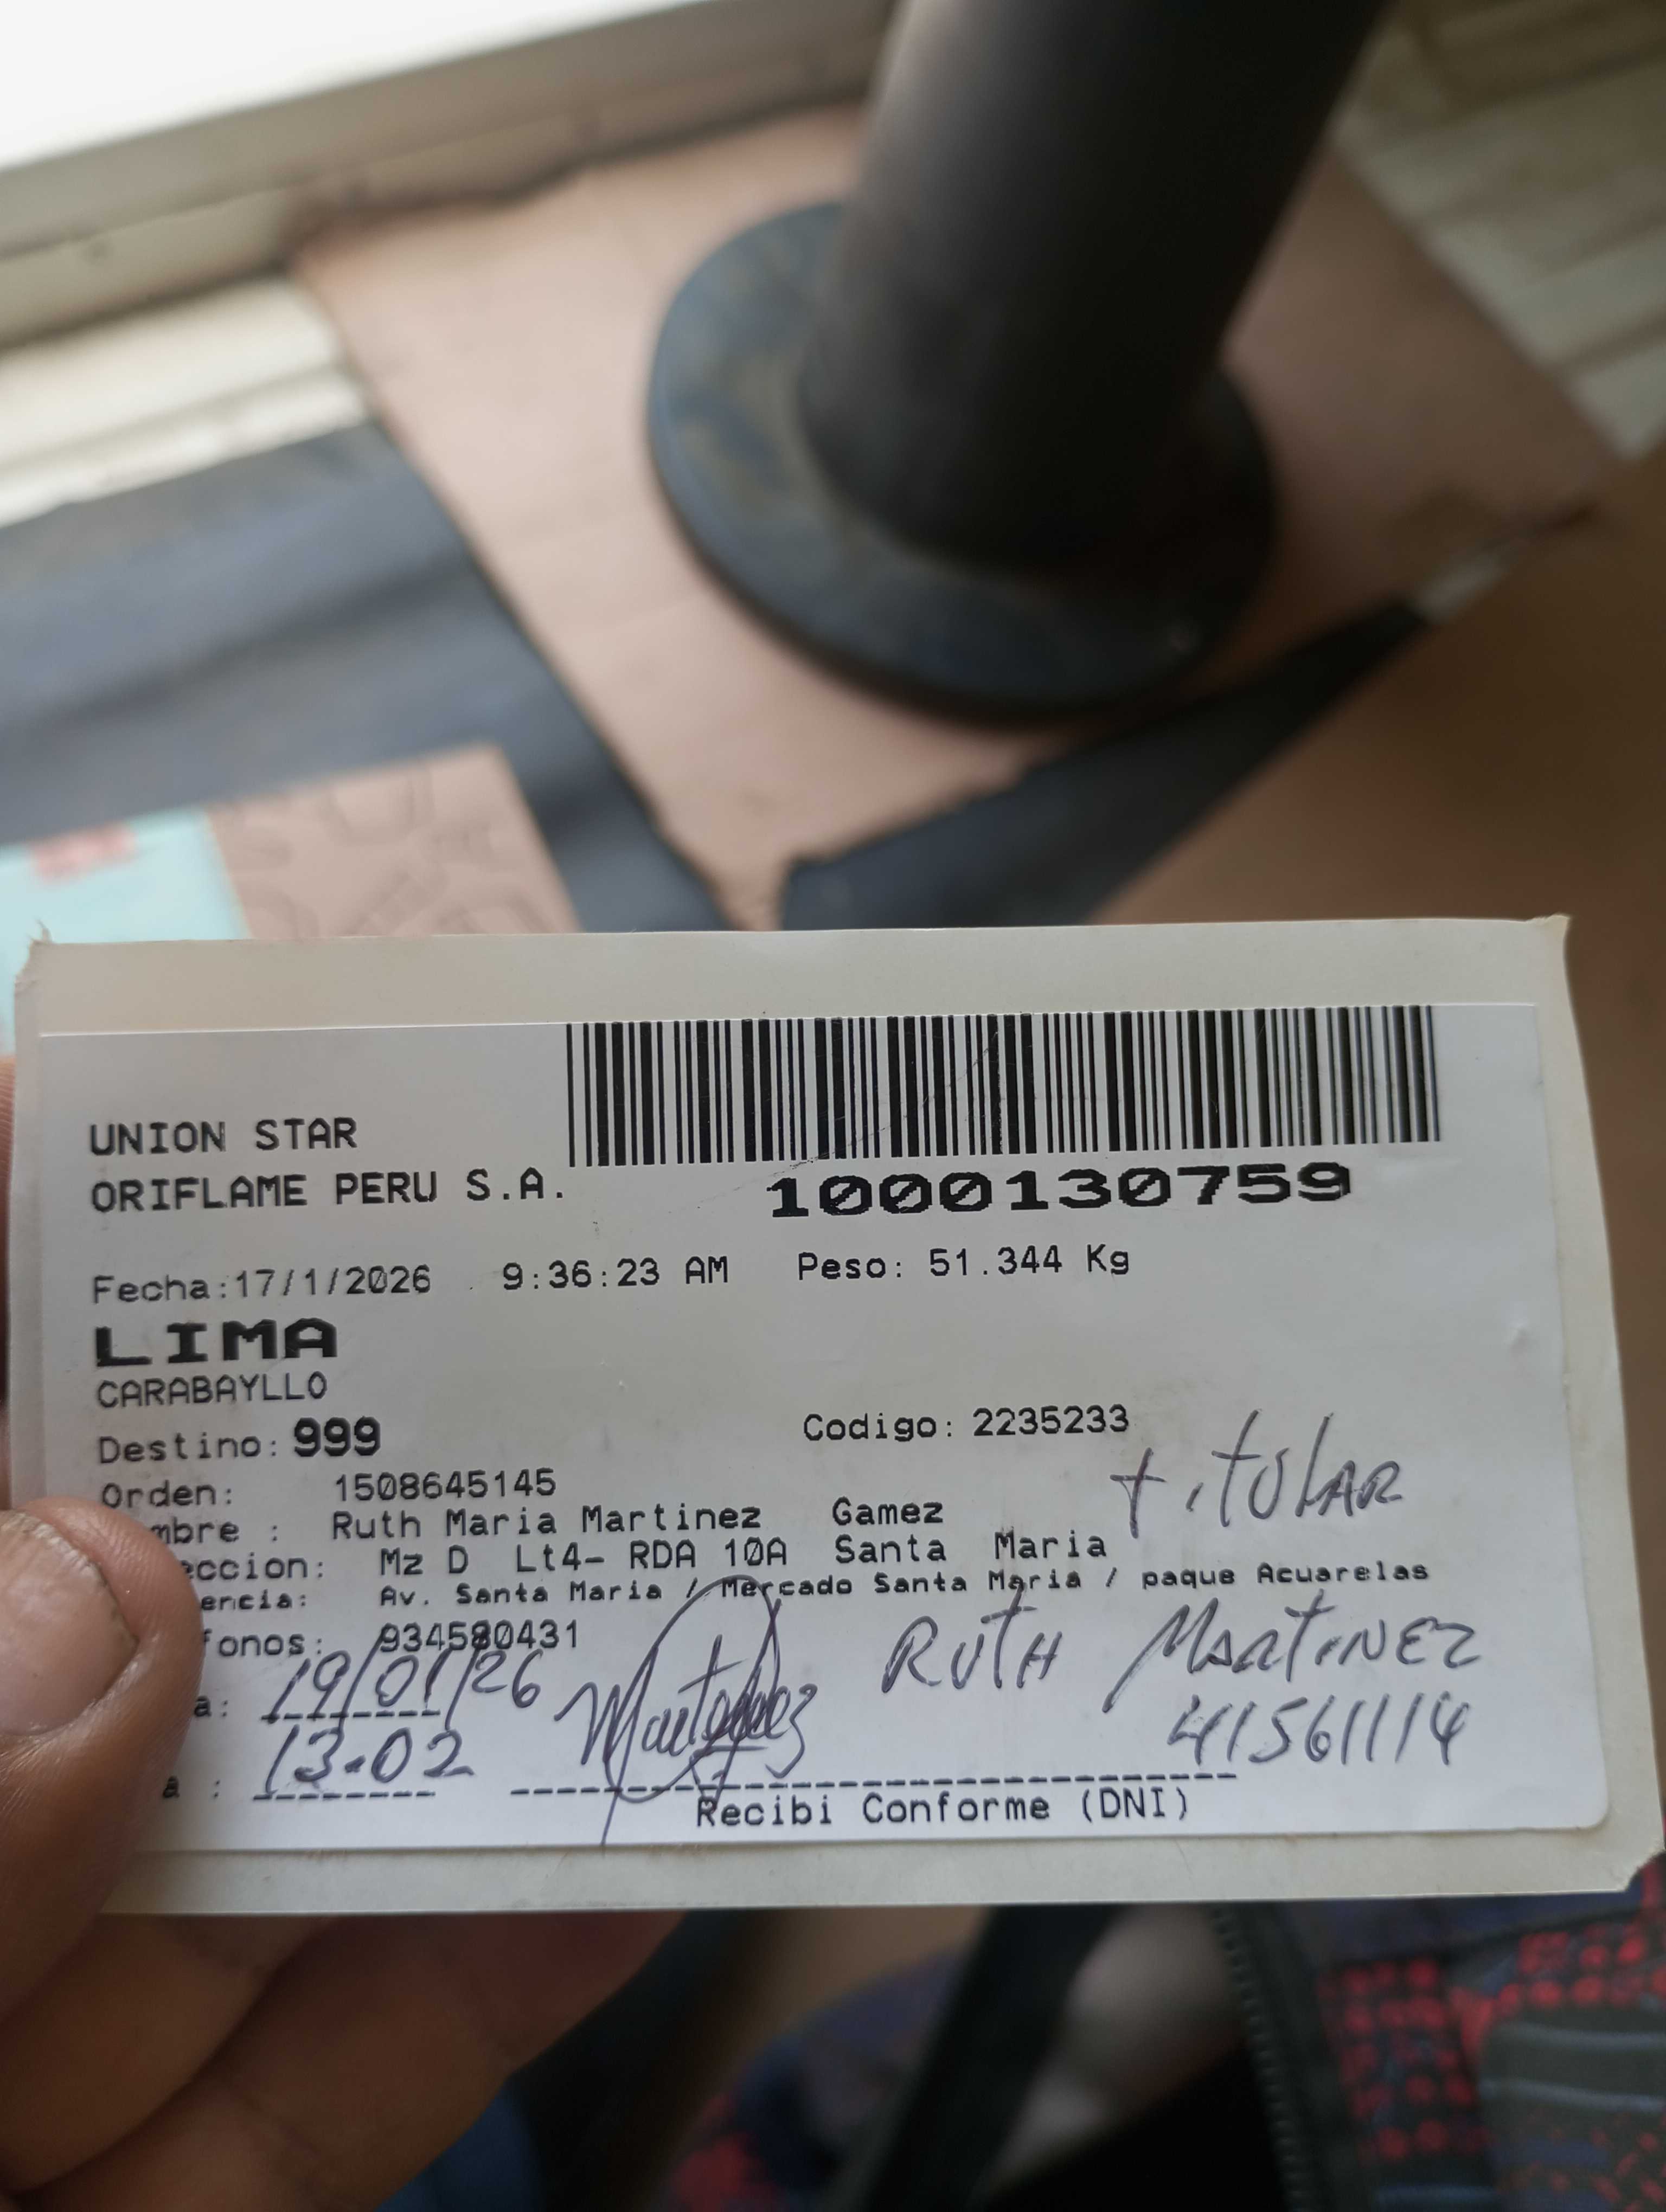 UNION STAR
ORIFLAME PERU S.A.
1000130759
Fecha:17/1/2026 9:36:23 AM Peso: 51.344 Kg
LIMA
CARABAYLLO
Destino: 999 Codigo: 2235233
titular
Orden: 1508645145
mbre : Ruth Maria Martinez Gamez
eccion: Mz D Lt4- RDA 10A Santa Maria
encia: Av. Santa Maria / Mercado Santa Maria / paque Acuarelas
fonos: 934580431
RUTH MARTINEZ
a: 19/01/26
41561114
a : 13-02
Recibi Conforme (DNI)